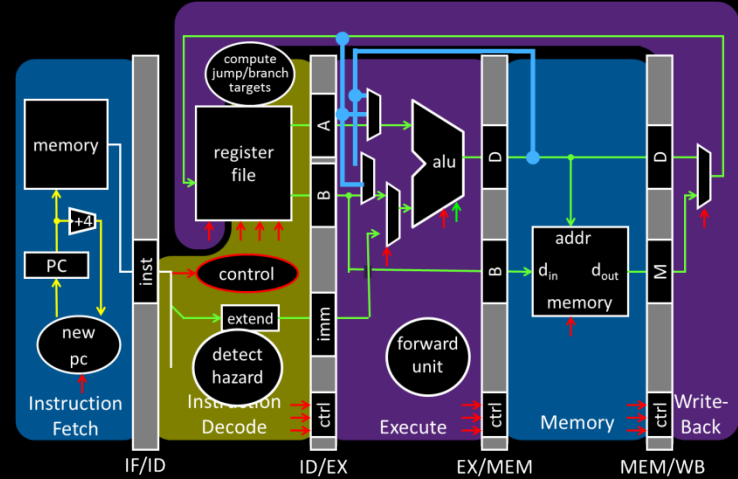 compute
jump/branch
targets
memory
register
file
A
B
alu
D
B
D
M
+4
PC
new
pc
inst
control
extend
imm
detect
hazard
forward
unit
addr
d_in d_out
memory
ctrl
ctrl
ctrl
Instruction
Fetch
Instruction
Decode
Execute
Memory
Write-
Back
IF/ID
ID/EX
EX/MEM
MEM/WB